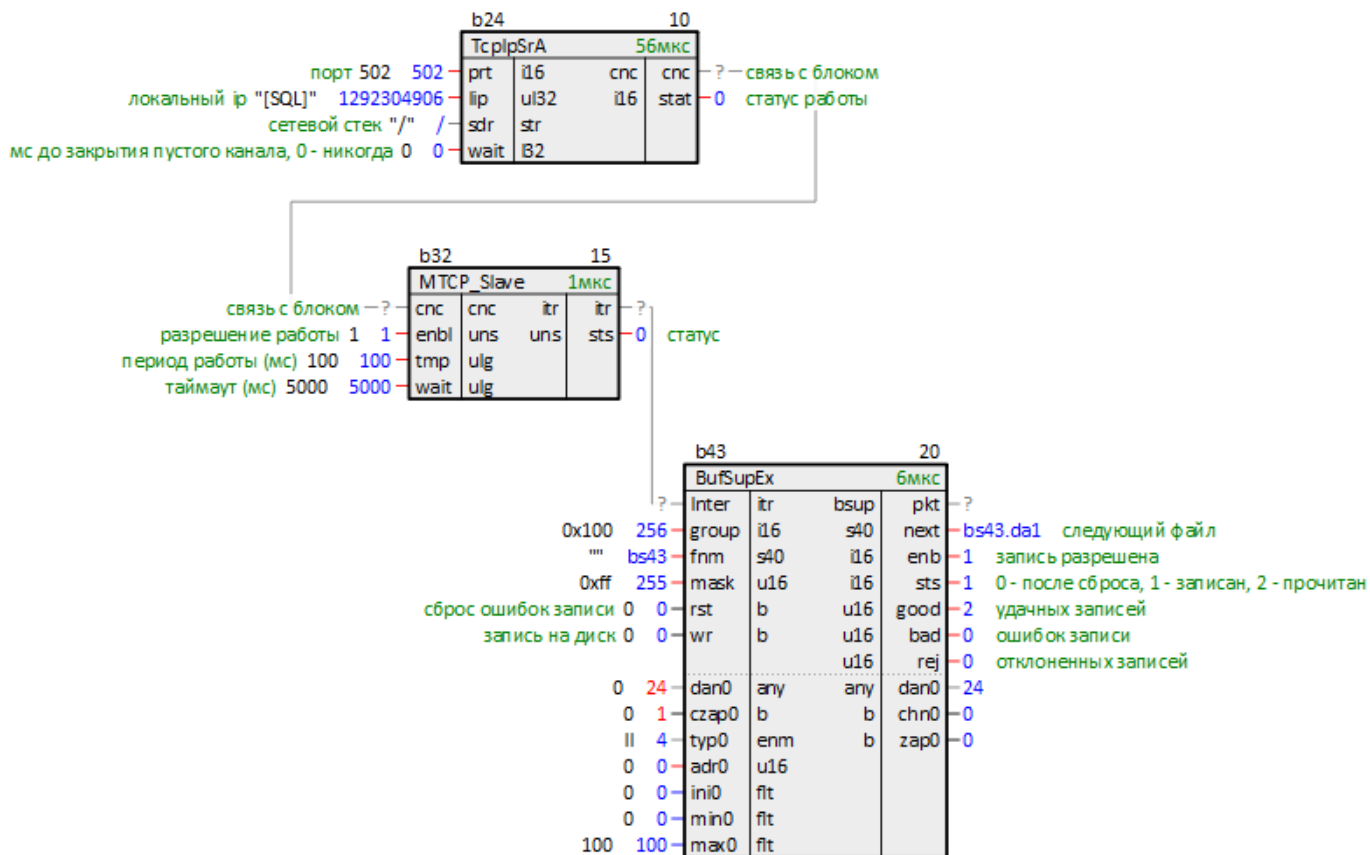 b24 10
TcpIpSrA 56мкс
порт 502 502 prt i16 cnc cnc ? связь с блоком
локальный ip "[SQL]" 1292304906 lip ul32 i16 stat 0 статус работы
сетевой стек "/" / sdr str
мс до закрытия пустого канала, 0 - никогда 0 0 wait l32
b32 15
MTCP_Slave 1мкс
связь с блоком ? cnc cnc itr itr ?
разрешение работы 1 1 enbl uns uns sts 0 статус
период работы (мс) 100 100 tmp ulg
таймаут (мс) 5000 5000 wait ulg
b43 20
BufSupEx 6мкс
? Inter itr bsup pkt ?
0x100 256 group i16 s40 next bs43.da1 следующий файл
"" bs43 fnm s40 i16 enb 1 запись разрешена
0xff 255 mask u16 i16 sts 1 0 - после сброса, 1 - записан, 2 - прочитан
сброс ошибок записи 0 0 rst b u16 good 2 удачных записей
запись на диск 0 0 wr b u16 bad 0 ошибок записи
u16 rej 0 отклоненных записей
0 24 dan0 any any dan0 24
0 1 czap0 b b chn0 0
II 4 typ0 enm b zap0 0
0 0 adr0 u16
0 0 ini0 flt
0 0 min0 flt
100 100 max0 flt